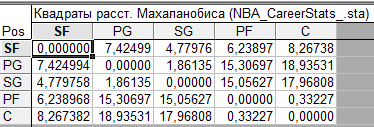 Квадраты расст. Махаланобиса (NBA_CareerStats_.sta)
Pos SF PG SG PF C
SF 0,000000 7,42499 4,77976 6,23897 8,26738
PG 7,424994 0,00000 1,86135 15,30697 18,93531
SG 4,779758 1,86135 0,00000 15,05627 17,96808
PF 6,238968 15,30697 15,05627 0,00000 0,33227
C 8,267382 18,93531 17,96808 0,33227 0,00000